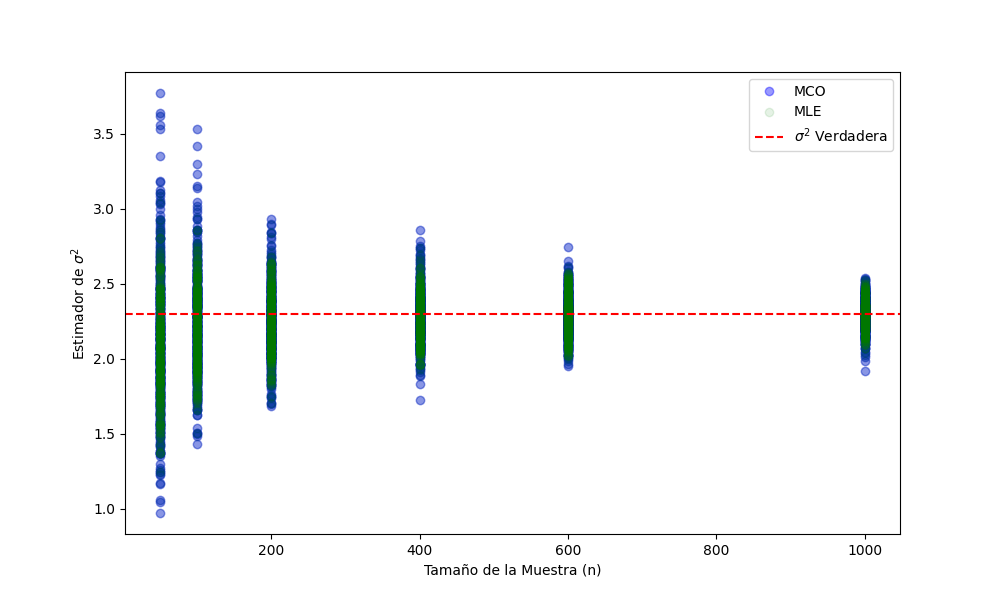 MCO
MLE
σ² Verdadera
3.5
3.0
2.5
2.0
1.5
1.0
Estimador de σ²
200
400
600
800
1000
Tamaño de la Muestra (n)